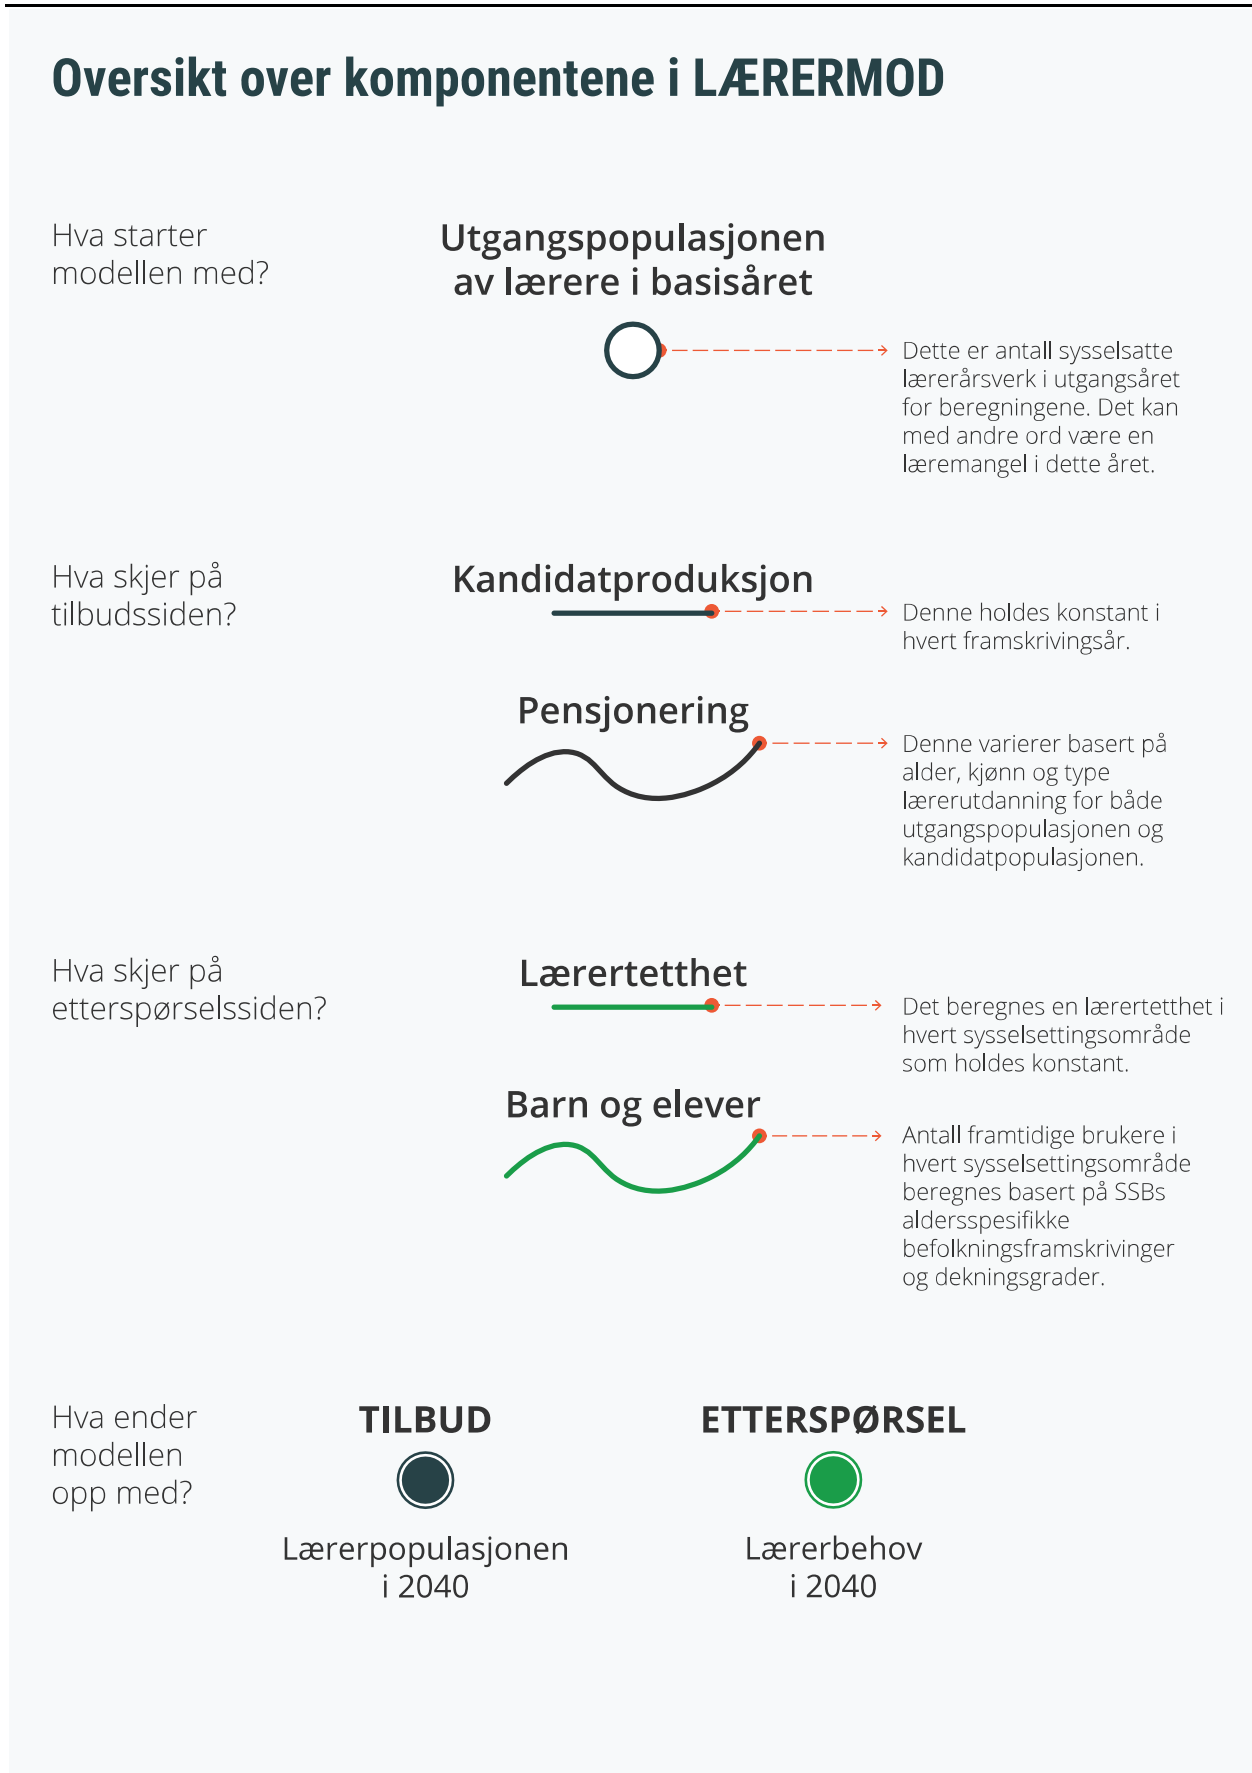 Oversikt over komponentene i LÆRERMOD
Hva starter
modellen med?
Utgangspopulasjonen
av lærere i basisåret
Dette er antall sysselsatte
lærerårsverk i utgangsåret
for beregningene. Det kan
med andre ord være en
læremangel i dette året.
Hva skjer på
tilbudssiden?
Kandidatproduksjon
Denne holdes konstant i
hvert framskrivingsår.
Pensjonering
Denne varierer basert på
alder, kjønn og type
lærerutdanning for både
utgangspopulasjonen og
kandidatpopulasjonen.
Hva skjer på
etterspørselssiden?
Lærertetthet
Det beregnes en lærertetthet i
hvert sysselsettingsområde
som holdes konstant.
Barn og elever
Antall framtidige brukere i
hvert sysselsettingsområde
beregnes basert på SSBs
aldersspesifikke
befolkningsframskrivinger
og dekningsgrader.
Hva ender
modellen
opp med?
TILBUD
Lærerpopulasjonen
i 2040
ETTERSPØRSEL
Lærerbehov
i 2040